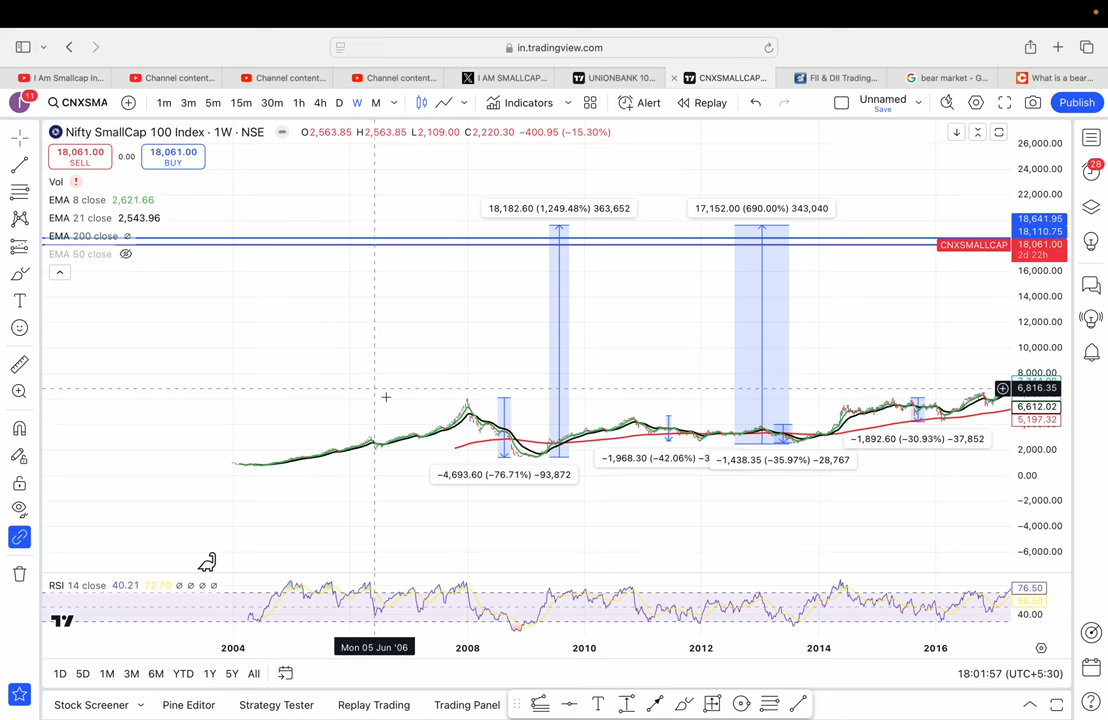 in.tradingview.com
I Am Smallcap In...
Channel content...
Channel content...
Channel content...
I AM SMALLCAP...
UNIONBANK 100...
CNXSMALLCAP...
FII & DII Trading...
bear market - G...
What is a bear...
11
CNXSMA
1m 3m 5m 15m 30m 1h 4h D W M
Indicators
Alert
Replay
Unnamed
Save
Publish
Nifty SmallCap 100 Index · 1W · NSE
O2,563.85 H2,563.85 L2,109.00 C2,220.30 −400.95 (−15.30%)
18,061.00
SELL
0.00
18,061.00
BUY
Vol
EMA 8 close 2,621.66
EMA 21 close 2,543.96
EMA 200 close ∅
EMA 50 close
18,182.60 (1,249.48%) 363,652
17,152.00 (690.00%) 343,040
−4,693.60 (−76.71%) −93,872
−1,968.30 (−42.06%) −3
−1,438.35 (−35.97%) −28,767
−1,892.60 (−30.93%) −37,852
26,000.00
24,000.00
22,000.00
18,641.95
18,110.75
CNXSMALLCAP
18,061.00
2d 22h
16,000.00
14,000.00
12,000.00
10,000.00
8,000.00
6,816.35
6,612.02
5,197.32
2,000.00
0.00
−2,000.00
−4,000.00
−6,000.00
28
RSI 14 close 40.21 72.70 ∅ ∅ ∅ ∅
76.50
40.00
2004
Mon 05 Jun '06
2008
2010
2012
2014
2016
1D 5D 1M 3M 6M YTD 1Y 5Y All
18:01:57 (UTC+5:30)
Stock Screener
Pine Editor
Strategy Tester
Replay Trading
Trading Panel